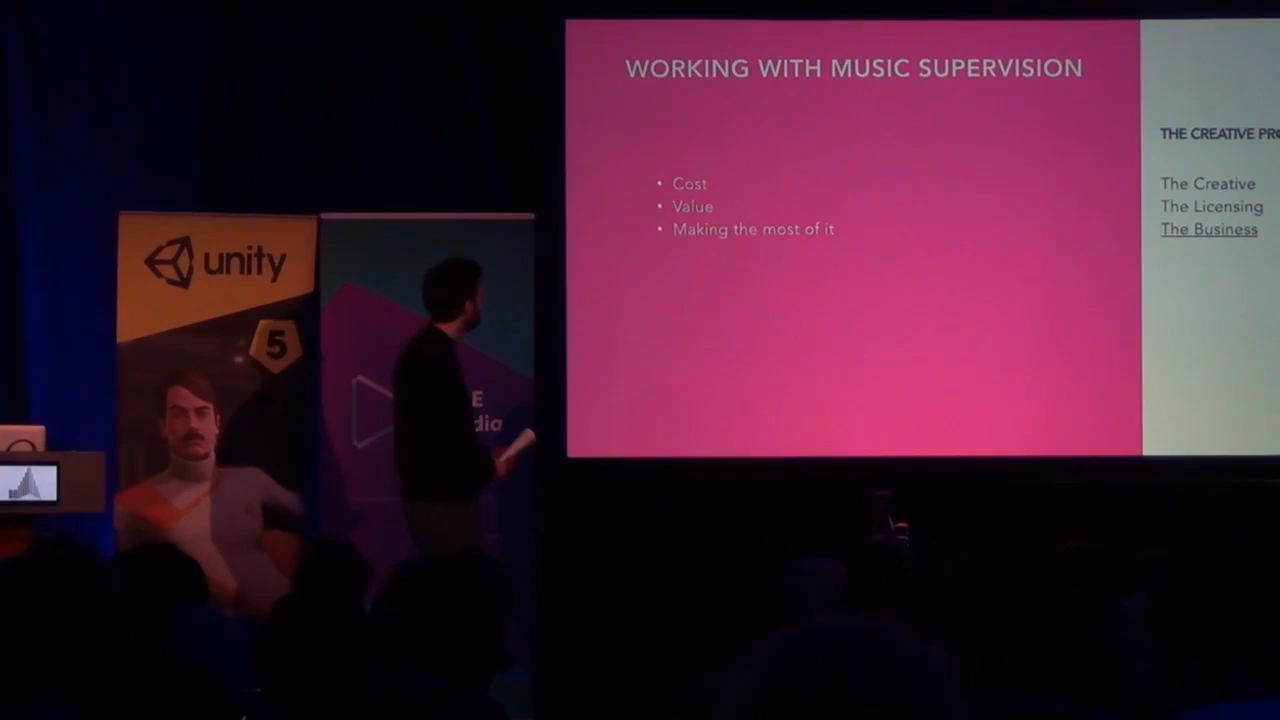 WORKING WITH MUSIC SUPERVISION
• Cost
• Value
• Making the most of it
THE CREATIVE
The Creative
The Licensing
The Business
unity
5